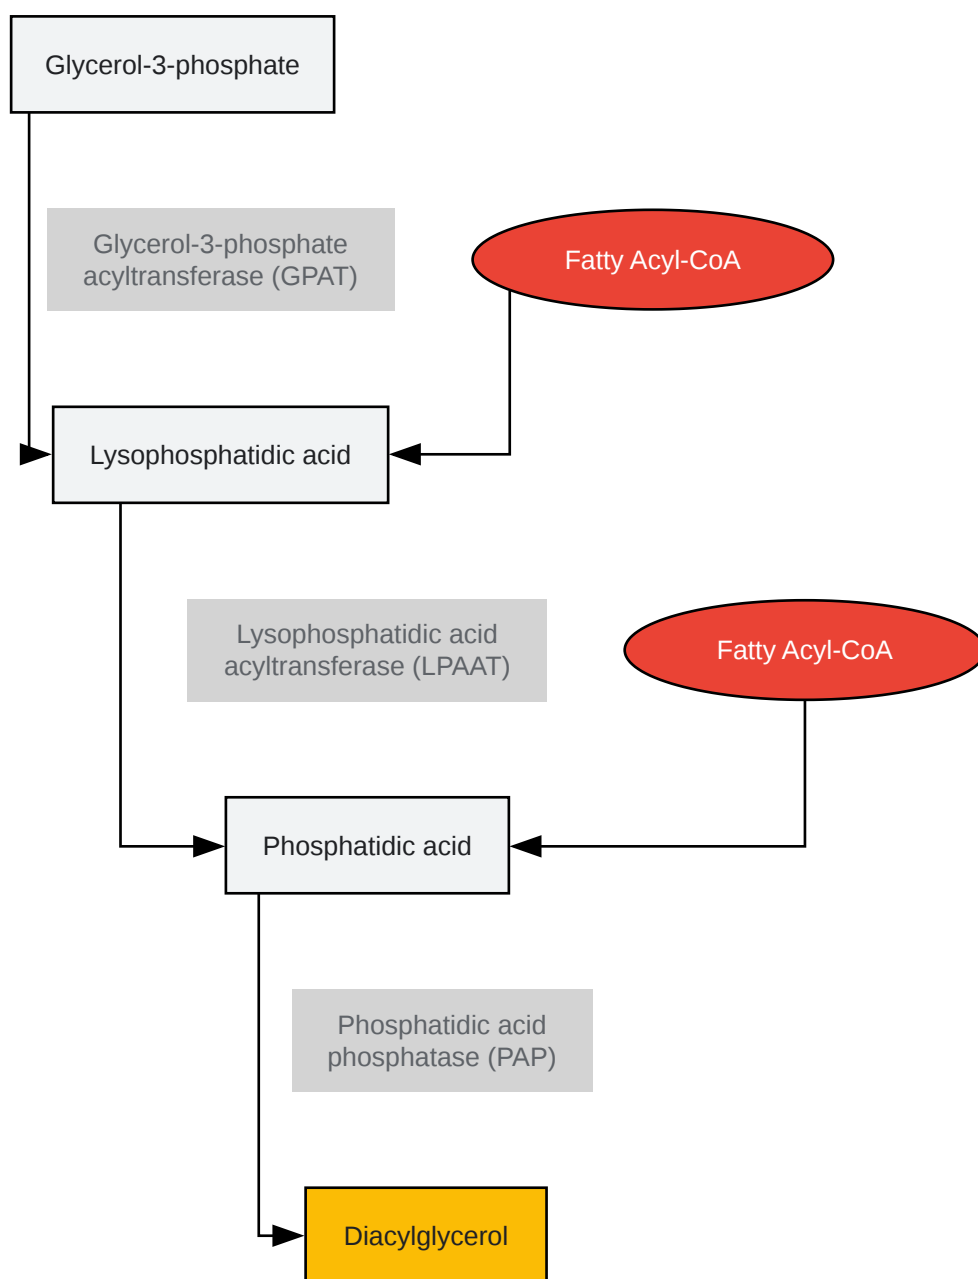 Glycerol-3-phosphate
Glycerol-3-phosphate
acyltransferase (GPAT)
Fatty Acyl-CoA
Lysophosphatidic acid
Lysophosphatidic acid
acyltransferase (LPAAT)
Fatty Acyl-CoA
Phosphatidic acid
Phosphatidic acid
phosphatase (PAP)
Diacylglycerol